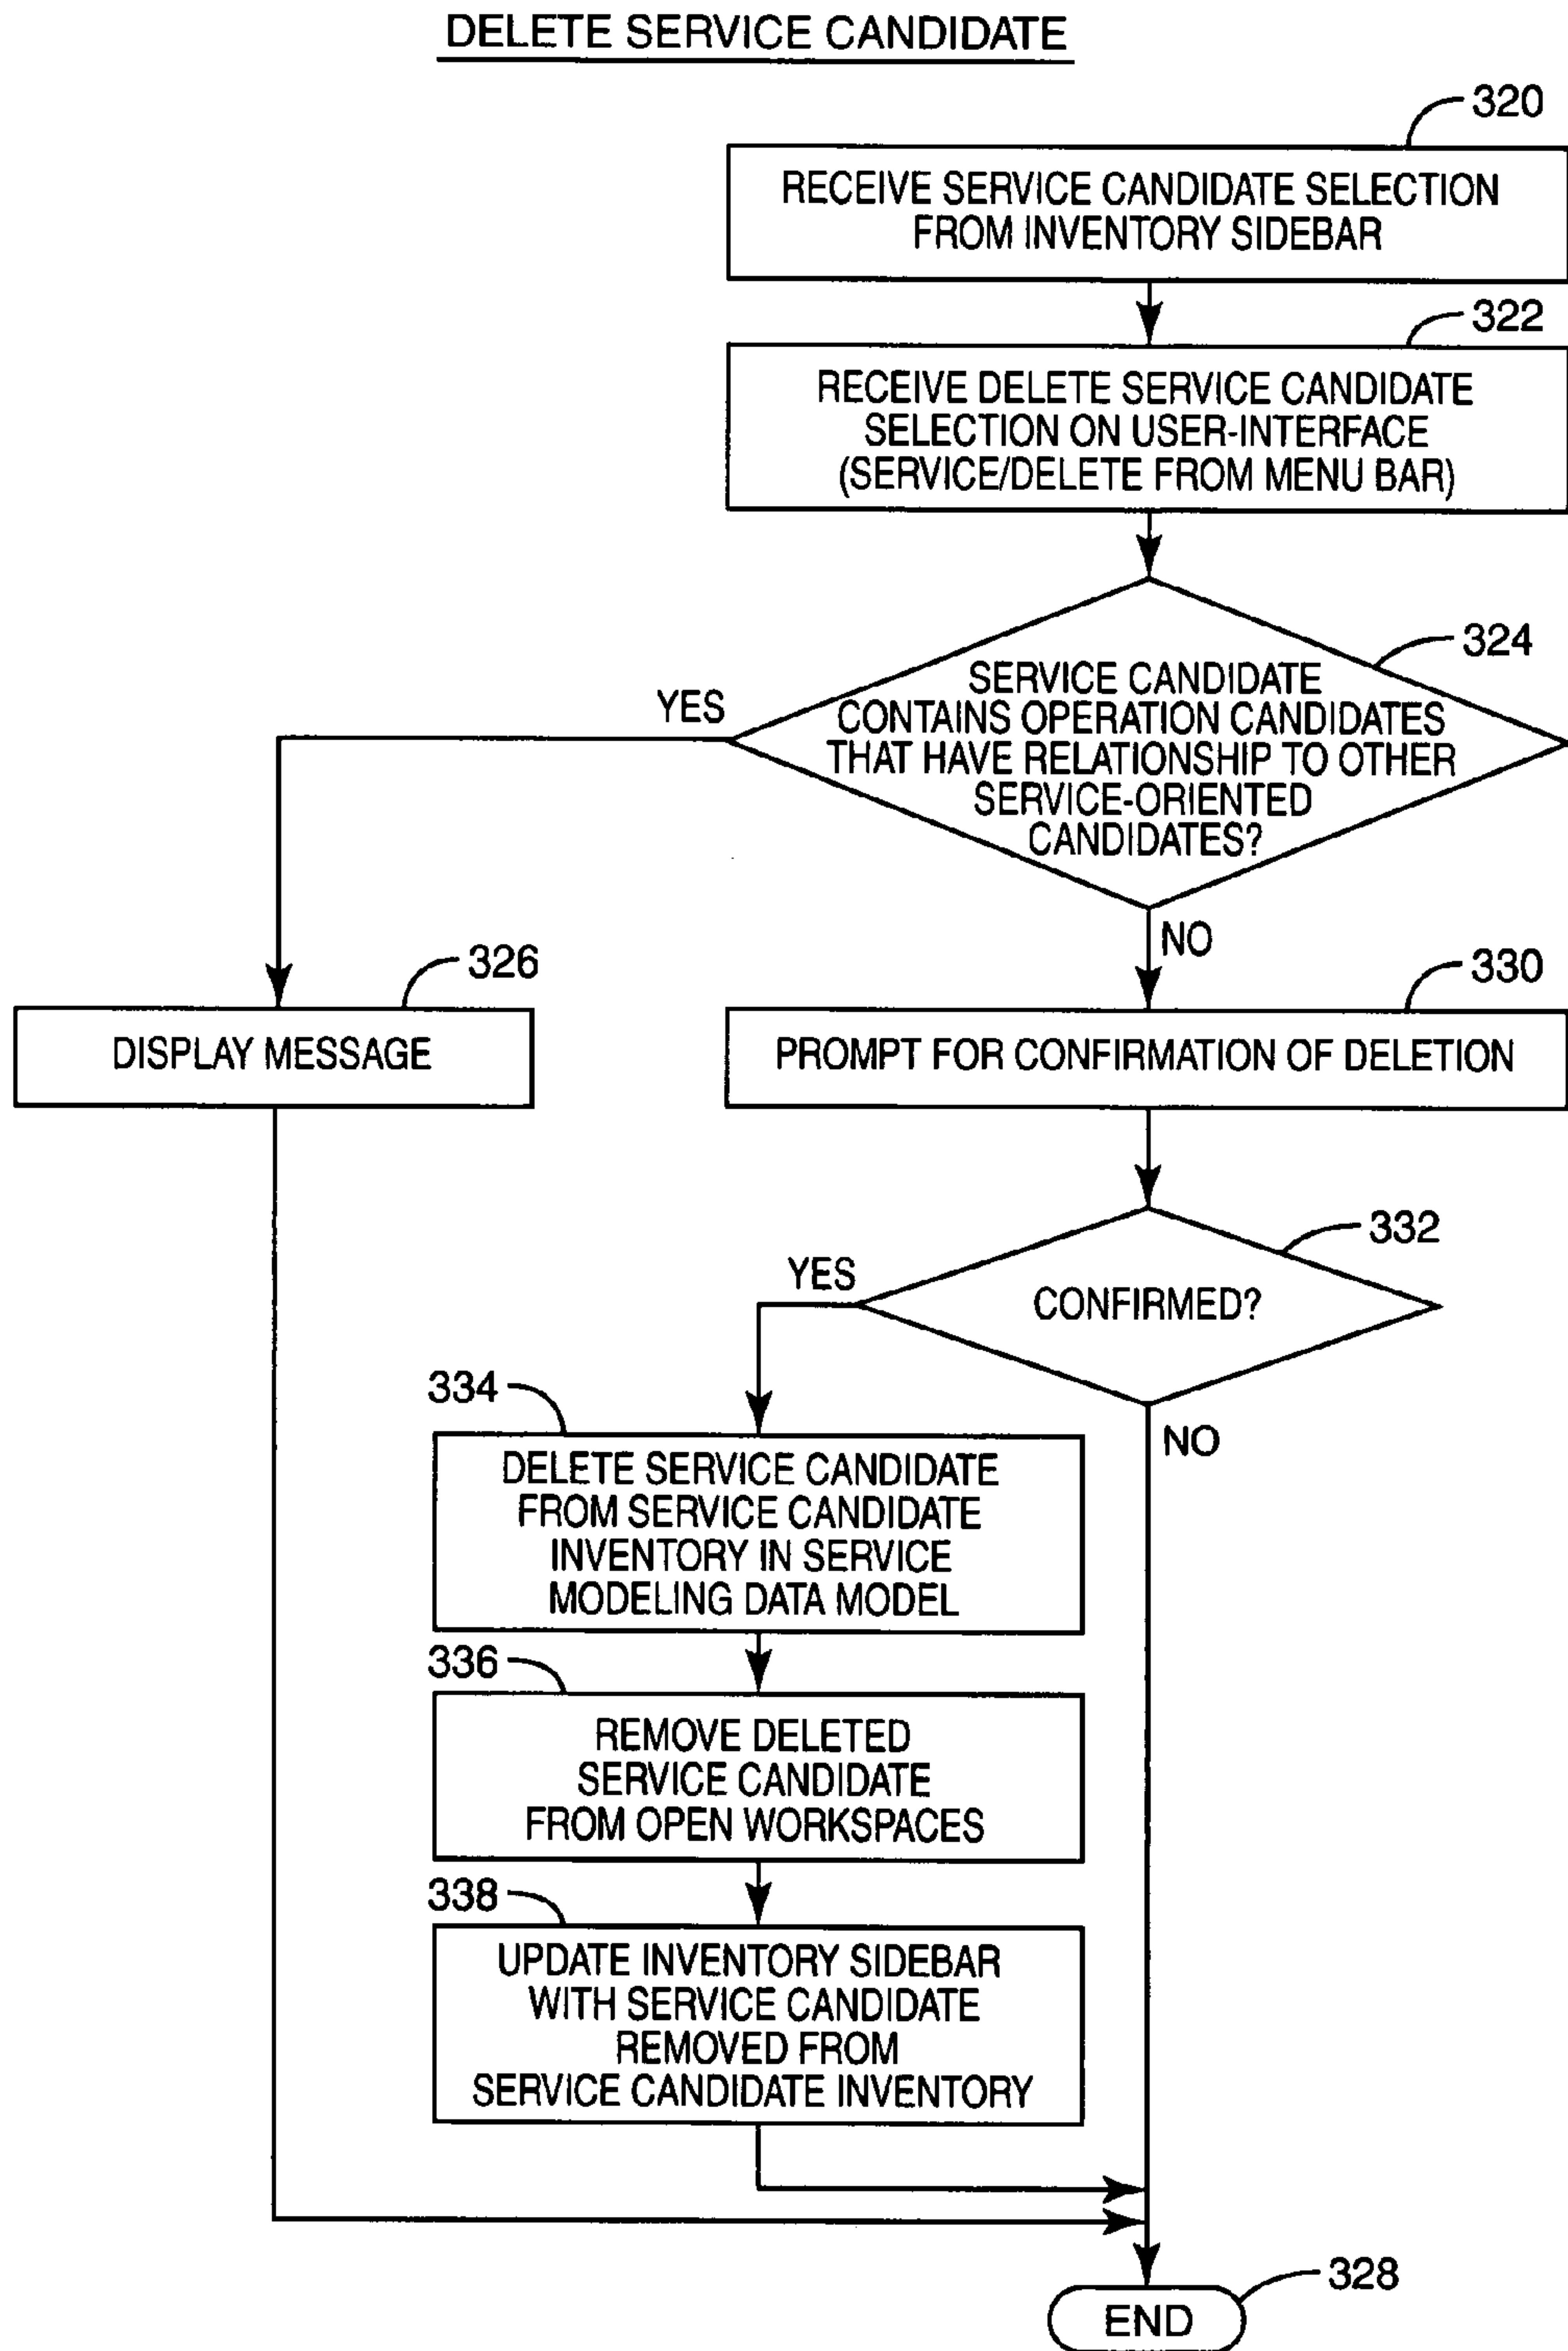 DELETE SERVICE CANDIDATE
320
RECEIVE SERVICE CANDIDATE SELECTION
FROM INVENTORY SIDEBAR
322
RECEIVE DELETE SERVICE CANDIDATE
SELECTION ON USER-INTERFACE
(SERVICE/DELETE FROM MENU BAR)
324
SERVICE CANDIDATE
CONTAINS OPERATION CANDIDATES
THAT HAVE RELATIONSHIP TO OTHER
SERVICE-ORIENTED
CANDIDATES?
YES
NO
326
DISPLAY MESSAGE
330
PROMPT FOR CONFIRMATION OF DELETION
332
CONFIRMED?
YES
NO
334
DELETE SERVICE CANDIDATE
FROM SERVICE CANDIDATE
INVENTORY IN SERVICE
MODELING DATA MODEL
336
REMOVE DELETED
SERVICE CANDIDATE
FROM OPEN WORKSPACES
338
UPDATE INVENTORY SIDEBAR
WITH SERVICE CANDIDATE
REMOVED FROM
SERVICE CANDIDATE INVENTORY
328
END